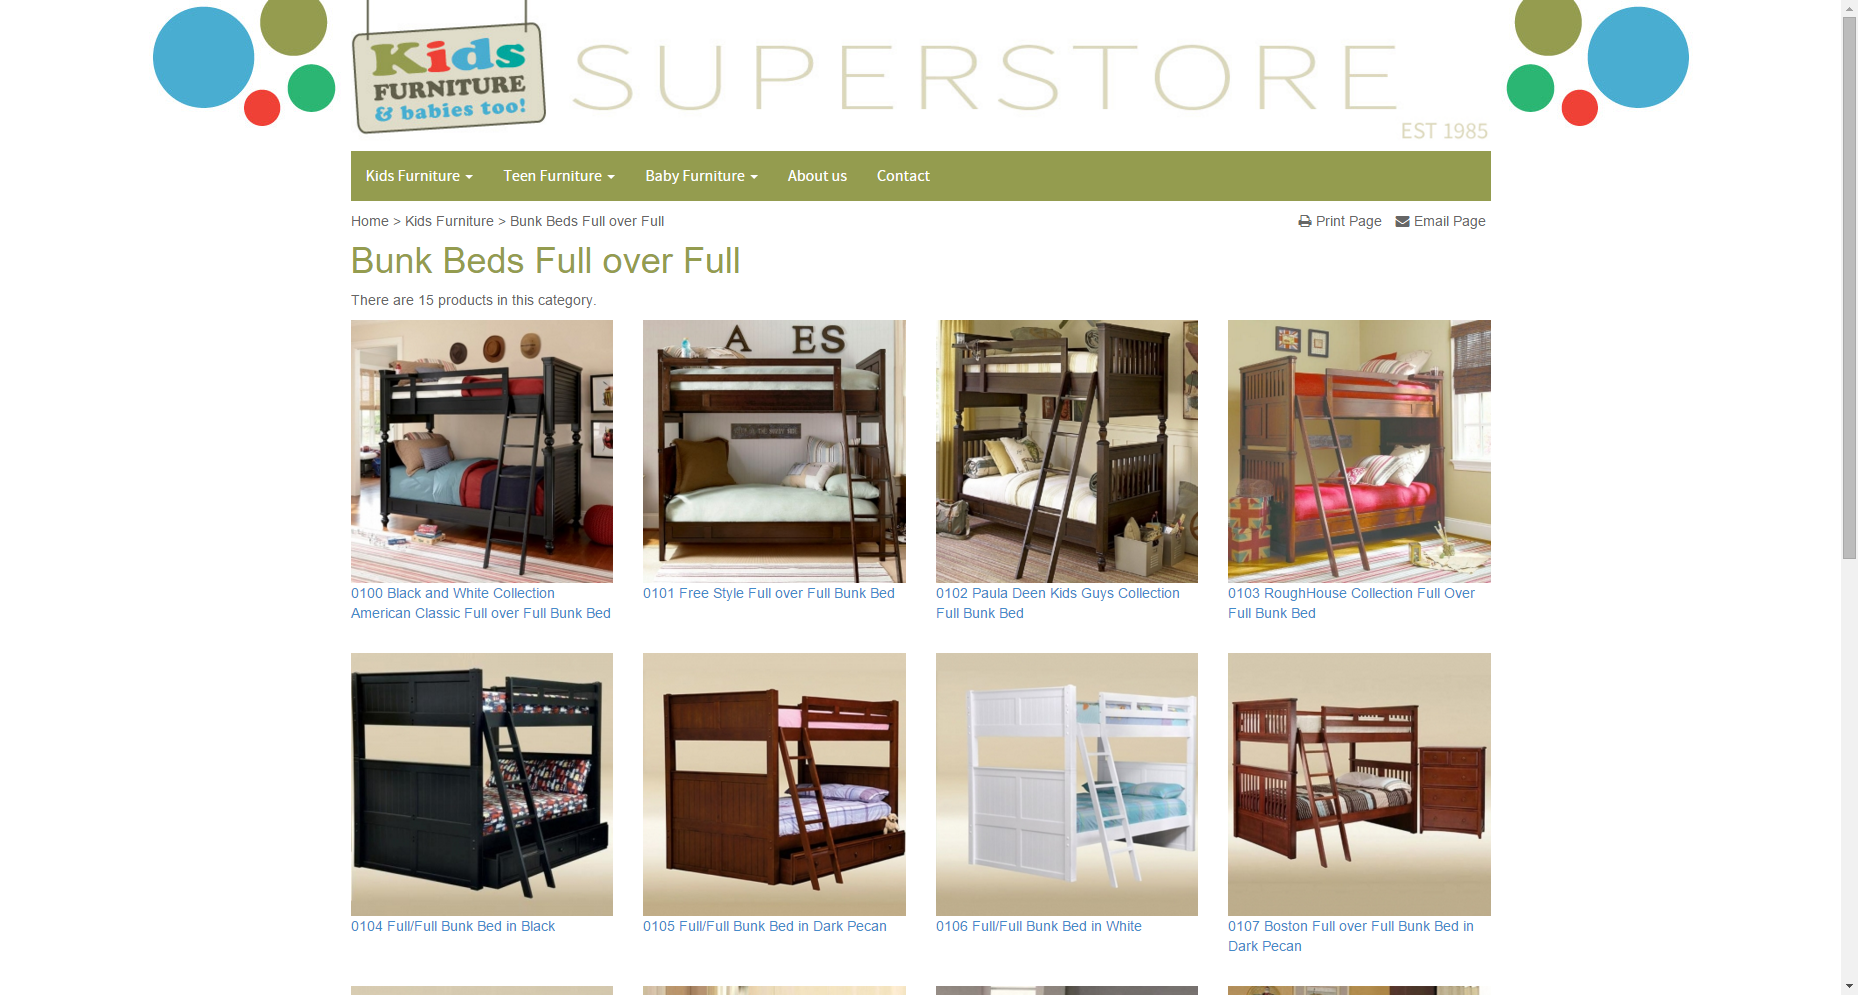 Kids
FURNITURE
& babies too!
SUPERSTORE
EST 1985
Kids Furniture
Teen Furniture
Baby Furniture
About us
Contact
Home > Kids Furniture > Bunk Beds Full over Full
Print Page
Email Page
Bunk Beds Full over Full
There are 15 products in this category.
A ES
0100 Black and White Collection
American Classic Full over Full Bunk Bed
0101 Free Style Full over Full Bunk Bed
0102 Paula Deen Kids Guys Collection
Full Bunk Bed
0103 RoughHouse Collection Full Over
Full Bunk Bed
0104 Full/Full Bunk Bed in Black
0105 Full/Full Bunk Bed in Dark Pecan
0106 Full/Full Bunk Bed in White
0107 Boston Full over Full Bunk Bed in
Dark Pecan